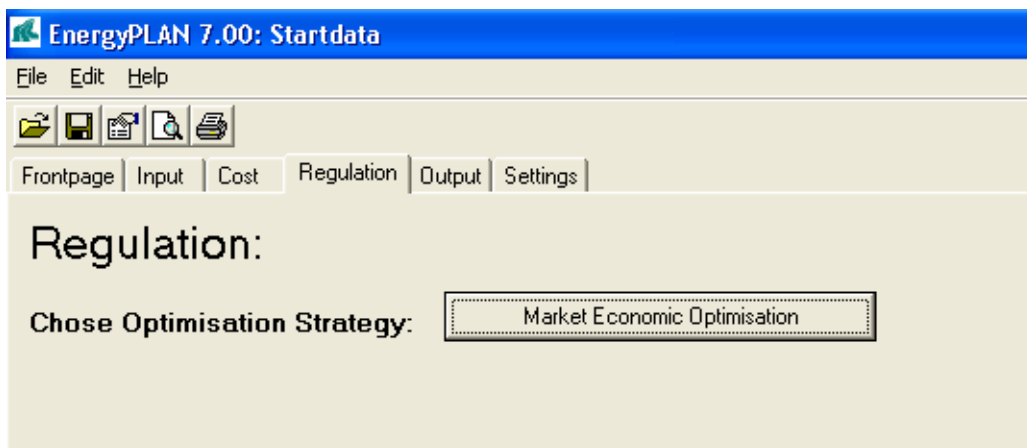 EnergyPLAN 7.00: Startdata
File Edit Help
Frontpage Input Cost Regulation Output Settings
Regulation:
Chose Optimisation Strategy: Market Economic Optimisation